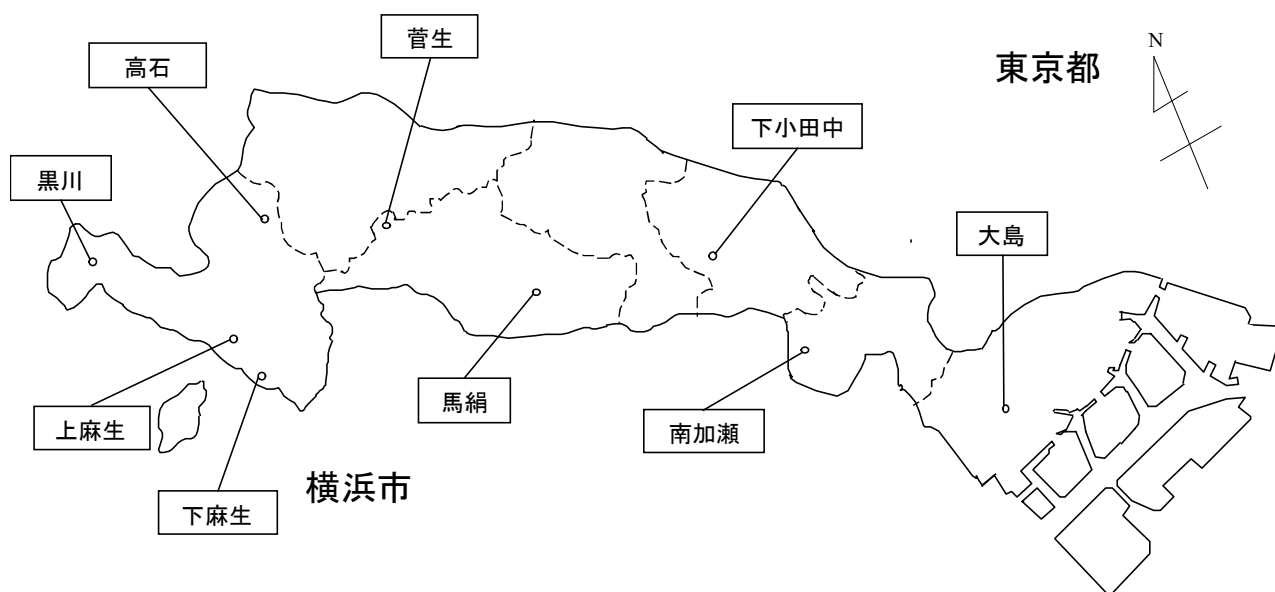 菅生
N
東京都
高石
下小田中
黒川
大島
馬絹
南加瀬
上麻生
横浜市
下麻生